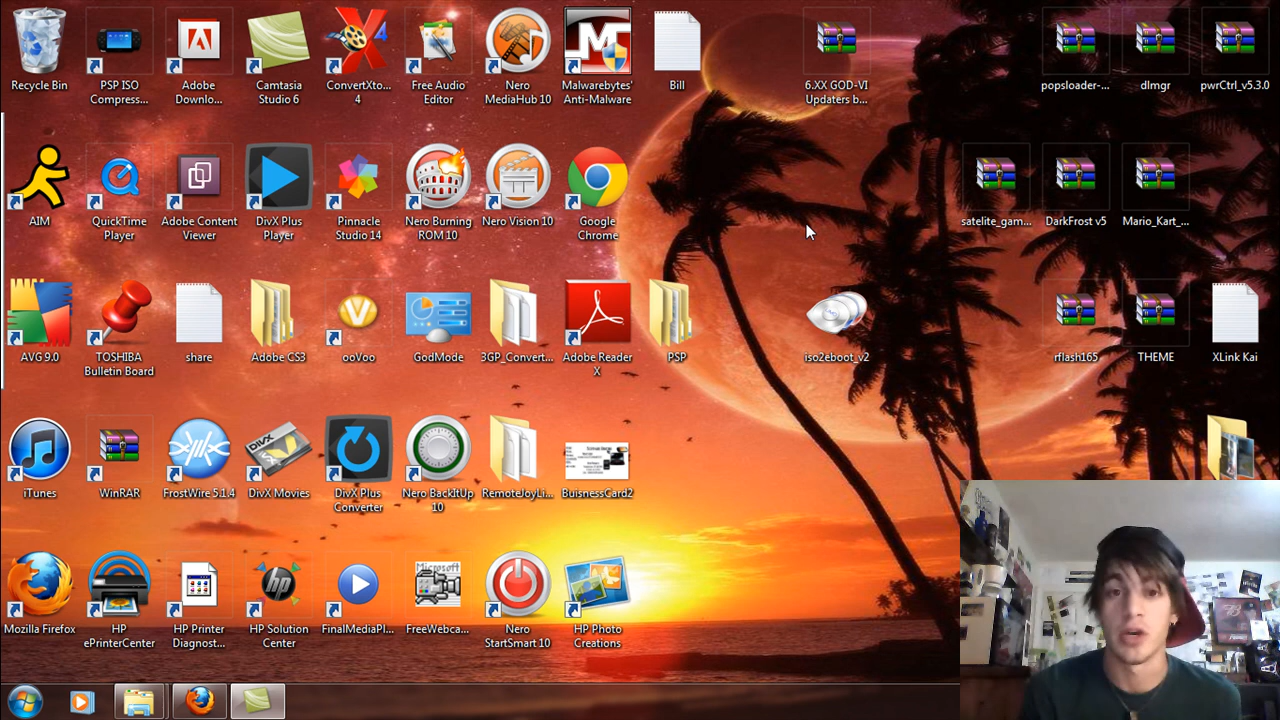 Recycle Bin
PSP ISO
Compress...
Adobe
Downlo...
Camtasia
Studio 6
ConvertXto...
4
Free Audio
Editor
Nero
MediaHub 10
Malwarebytes'
Anti-Malware
Bill
6.XX GOD-VI
Updaters b...
popsloader-...
dlmgr
pwrCtrl_v5.3.0
AIM
QuickTime
Player
Adobe Content
Viewer
DivX Plus
Player
Pinnacle
Studio 14
Nero Burning
ROM 10
Nero Vision 10
Google
Chrome
satelite_gam...
DarkFrost v5
Mario_Kart_...
AVG 9.0
TOSHIBA
Bulletin Board
share
Adobe CS3
ooVoo
GodMode
3GP_Convert...
Adobe Reader
X
PSP
iso2eboot_v2
rflash165
THEME
XLink Kai
iTunes
WinRAR
FrostWire 5.1.4
DIVX
DivX Movies
DivX Plus
Converter
Nero BackItUp
10
RemoteJoyLi...
BuisnessCard2
Mozilla Firefox
HP
ePrinterCenter
HP Printer
Diagnost...
hp
HP Solution
Center
FinalMediaPl...
Microsoft
FreeWebca...
Nero
StartSmart 10
HP Photo
Creations